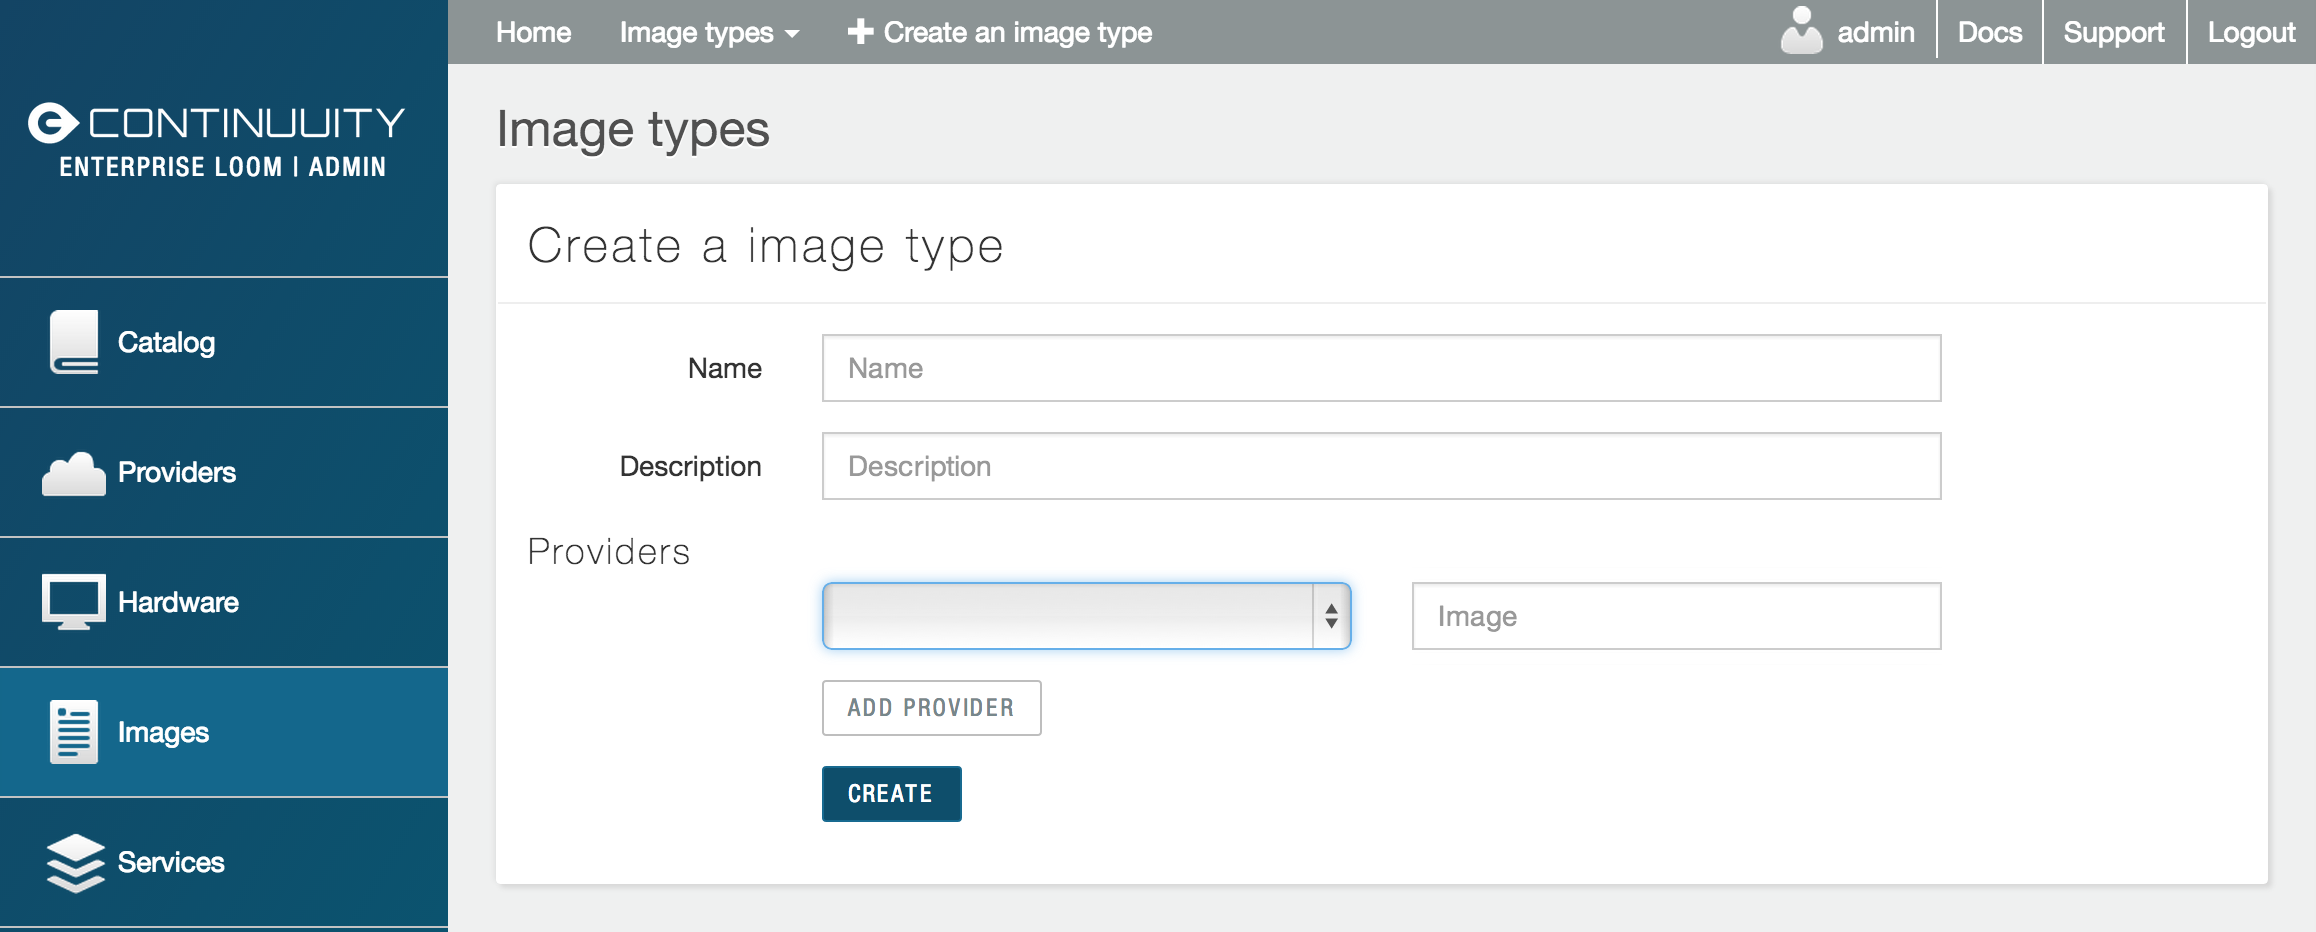 CONTINUUITY
ENTERPRISE LOOM | ADMIN
Catalog
Providers
Hardware
Images
Services
Home Image types Create an image type admin Docs Support Logout
Image types
Create a image type
Name Name
Description Description
Providers
Image
ADD PROVIDER
CREATE